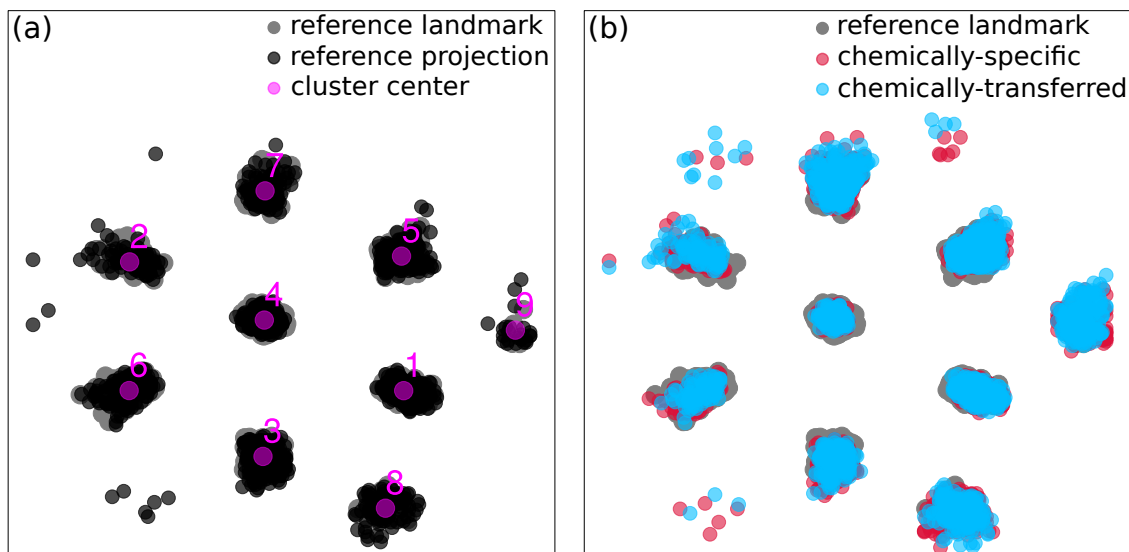 (a)
reference landmark
reference projection
cluster center
7
5
2
4
9
6
1
3
8
(b)
reference landmark
chemically-specific
chemically-transferred